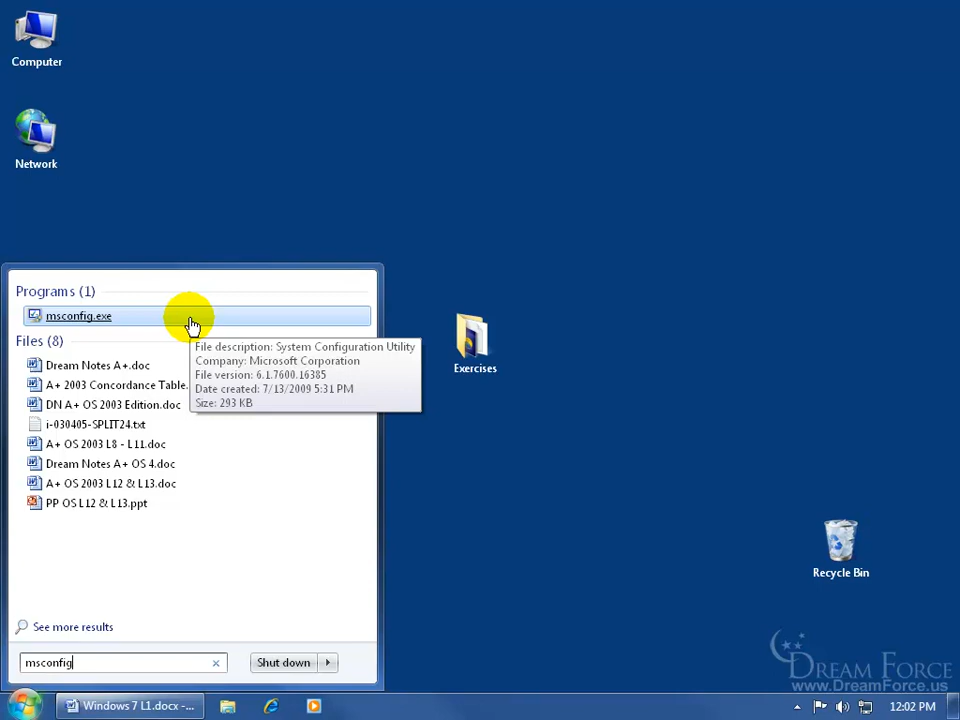 Computer
Network
Programs (1)
msconfig.exe
File description: System Configuration Utility
Company: Microsoft Corporation
File version: 6.1.7600.16385
Date created: 7/13/2009 5:31 PM
Size: 293 KB
Files (8)
Dream Notes A+.doc
A+ 2003 Concordance Table.
DN A+ OS 2003 Edition.doc
i-030405-SPLIT24.txt
A+ OS 2003 L8 - L11.doc
Dream Notes A+ OS 4.doc
A+ OS 2003 L12 & L13.doc
PP OS L12 & L13.ppt
See more results
msconfig
Shut down
Exercises
Recycle Bin
DREAM FORCE
www.DreamForce.us
Windows 7 L1.docx -...
12:02 PM